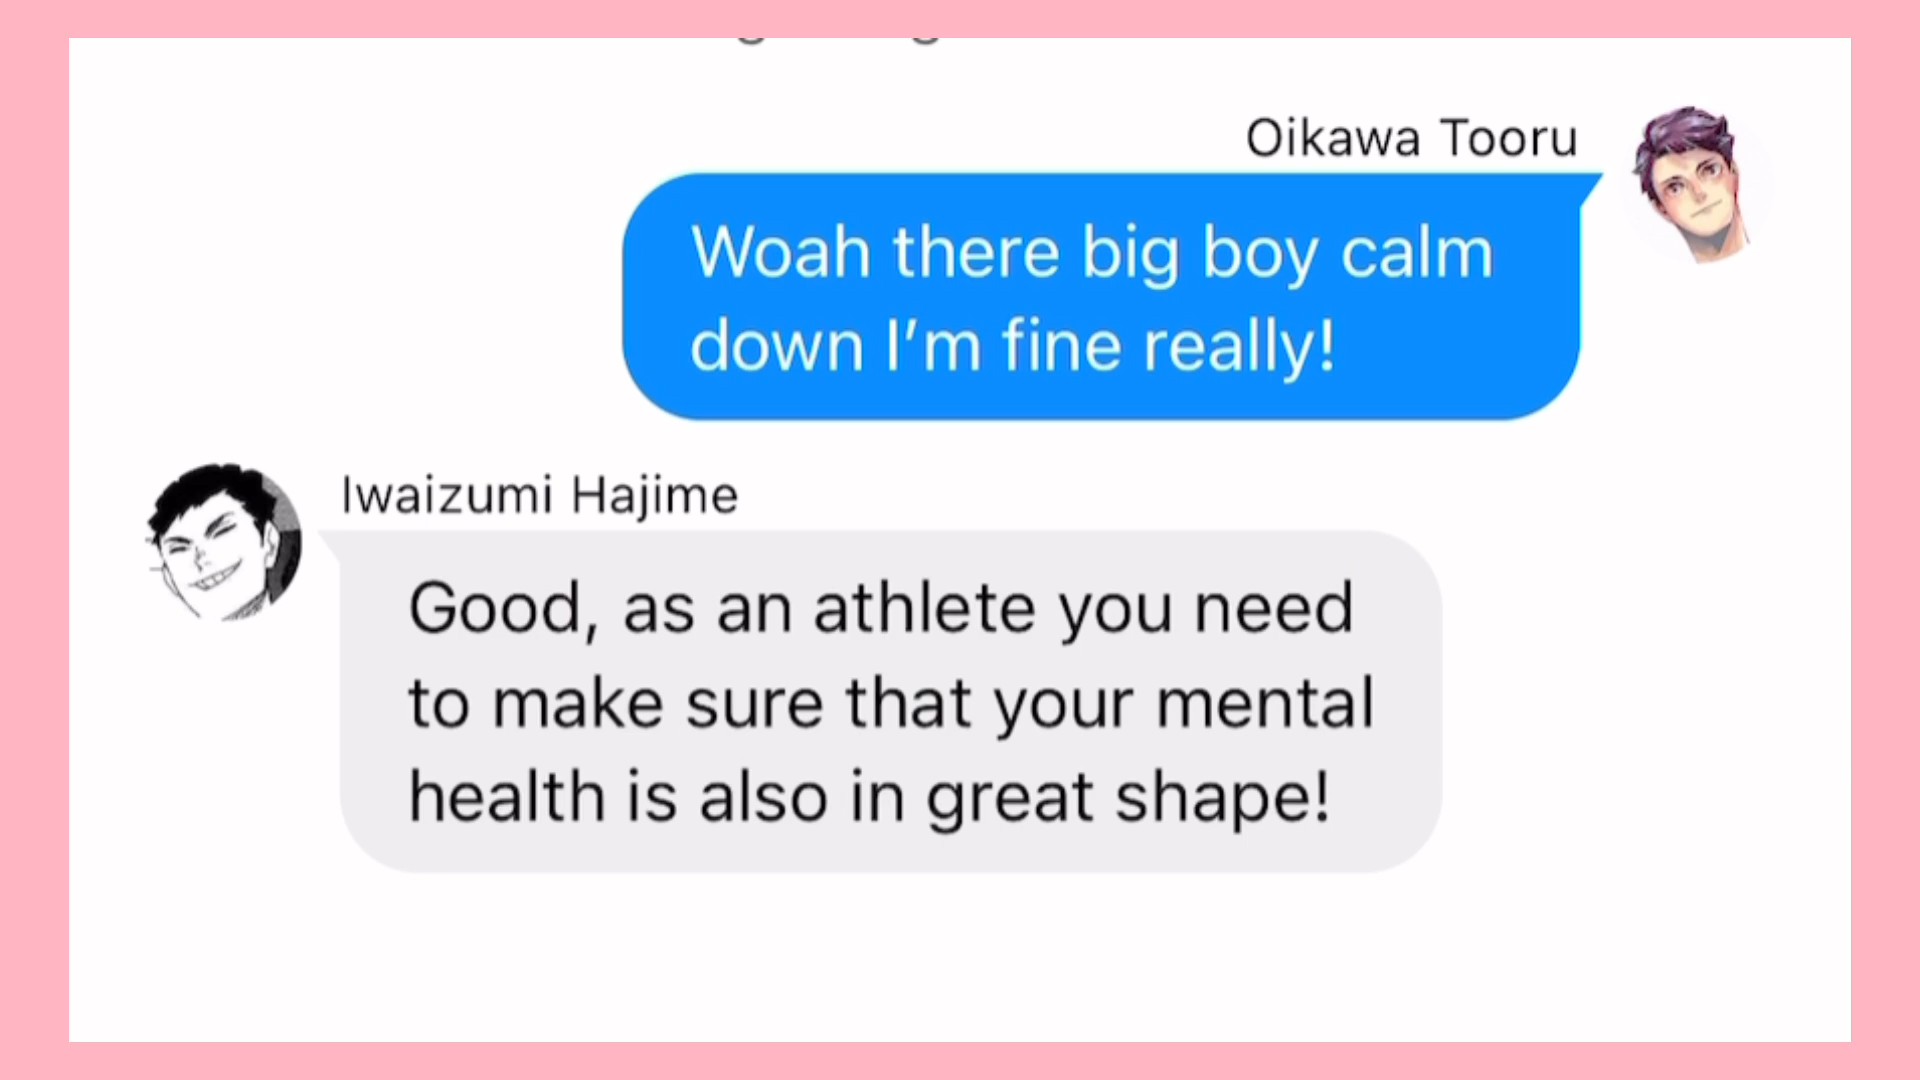 Oikawa Tooru
Woah there big boy calm
down I’m fine really!
Iwaizumi Hajime
Good, as an athlete you need
to make sure that your mental
health is also in great shape!